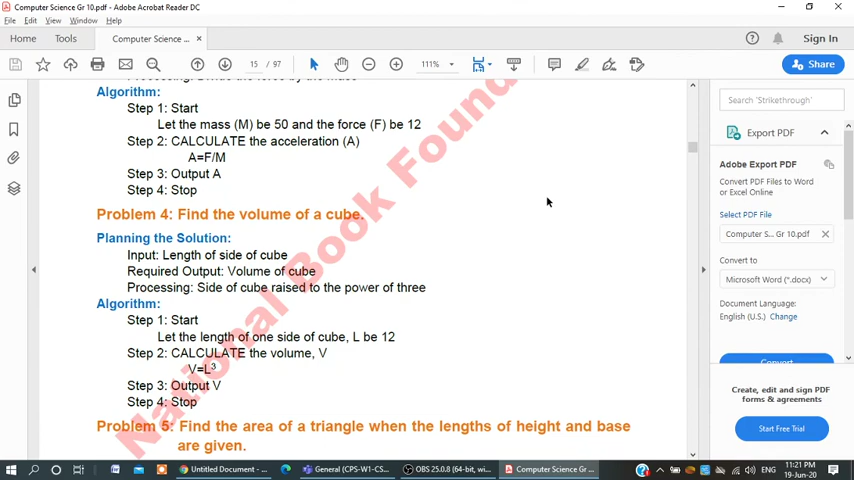 Computer Science Gr 10.pdf - Adobe Acrobat Reader DC
File Edit View Window Help
Home Tools Computer Science ... × Sign In
15 / 97 111% Share
Processing: Divide the force by the mass
Algorithm:
Step 1: Start
Let the mass (M) be 50 and the force (F) be 12
Step 2: CALCULATE the acceleration (A)
A=F/M
Step 3: Output A
Step 4: Stop
Problem 4: Find the volume of a cube.
Planning the Solution:
Input: Length of side of cube
Required Output: Volume of cube
Processing: Side of cube raised to the power of three
Algorithm:
Step 1: Start
Let the length of one side of cube, L be 12
Step 2: CALCULATE the volume, V
V=L³
Step 3: Output V
Step 4: Stop
Problem 5: Find the area of a triangle when the lengths of height and base
are given.
National Book Found
Search 'Strikethrough'
Export PDF
Adobe Export PDF
Convert PDF Files to Word
or Excel Online
Select PDF File
Computer S... Gr 10.pdf
Convert to
Microsoft Word (*.docx)
Document Language:
English (U.S.) Change
Convert
Create, edit and sign PDF
forms & agreements
Start Free Trial
Untitled Document - ... General (CPS-W1-CS... OBS 25.0.8 (64-bit, wi... Computer Science Gr ... ENG 11:21 PM
19-Jun-20